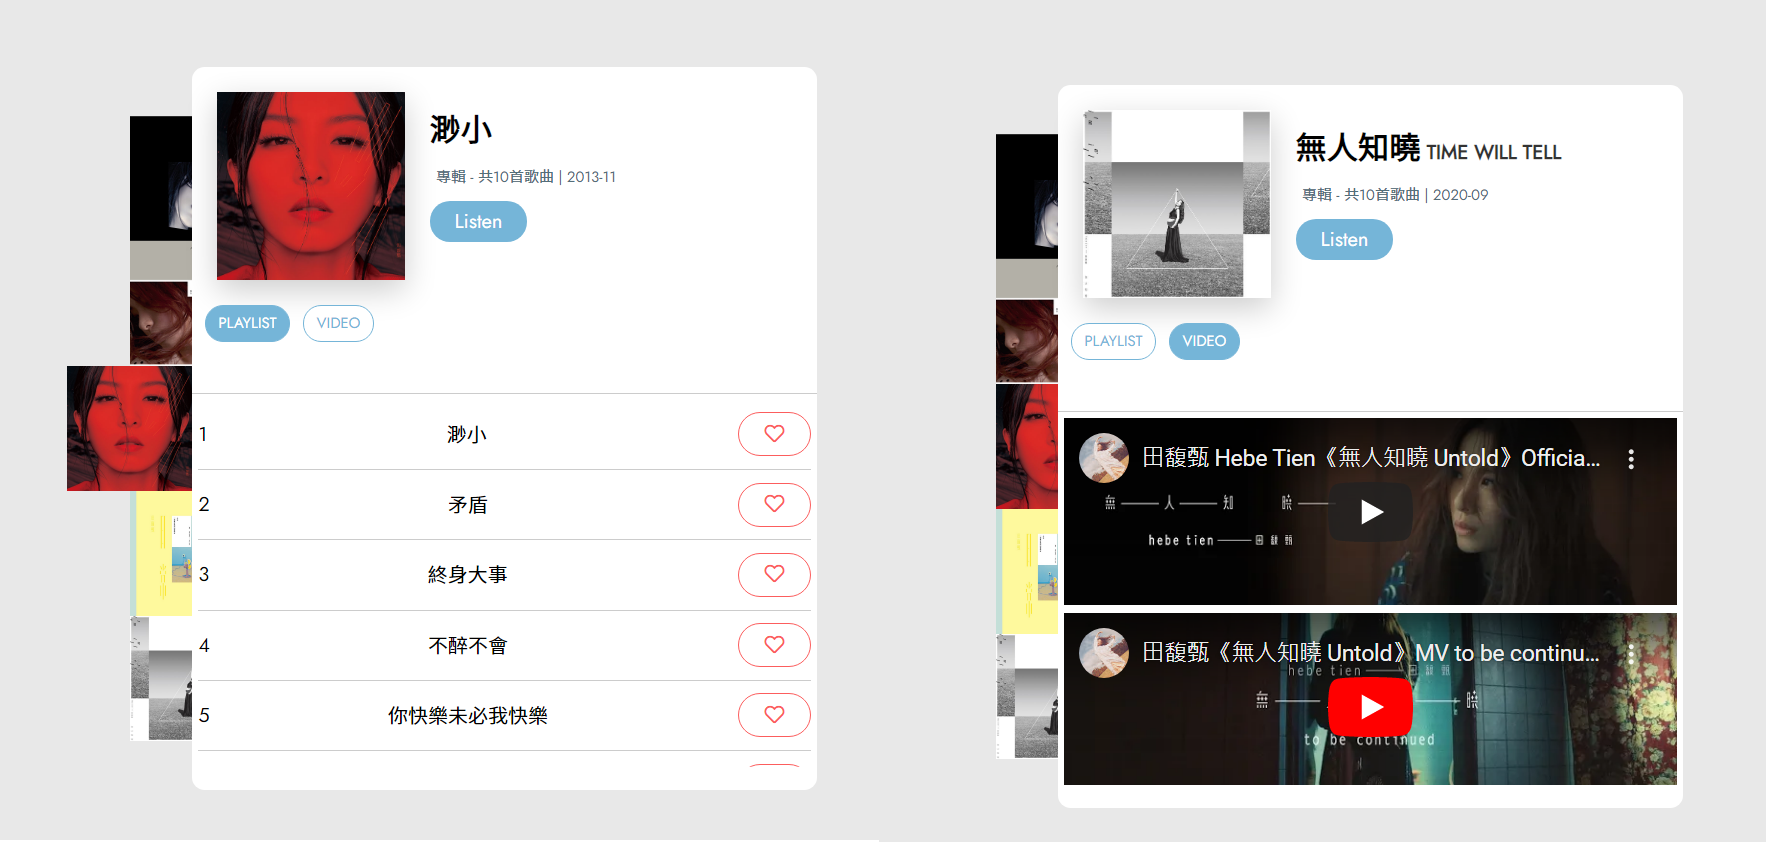 渺小
專輯 - 共10首歌曲 | 2013-11
Listen
PLAYLIST VIDEO
1 渺小
2 矛盾
3 終身大事
4 不醉不會
5 你快樂未必我快樂
無人知曉 TIME WILL TELL
專輯 - 共10首歌曲 | 2020-09
Listen
PLAYLIST VIDEO
田馥甄 Hebe Tien《無人知曉 Untold》Officia...
無 人 知 曉
hebe tien 田馥甄
田馥甄《無人知曉 Untold》MV to be continu...
hebe tien 田馥甄
無 曉
to be continued